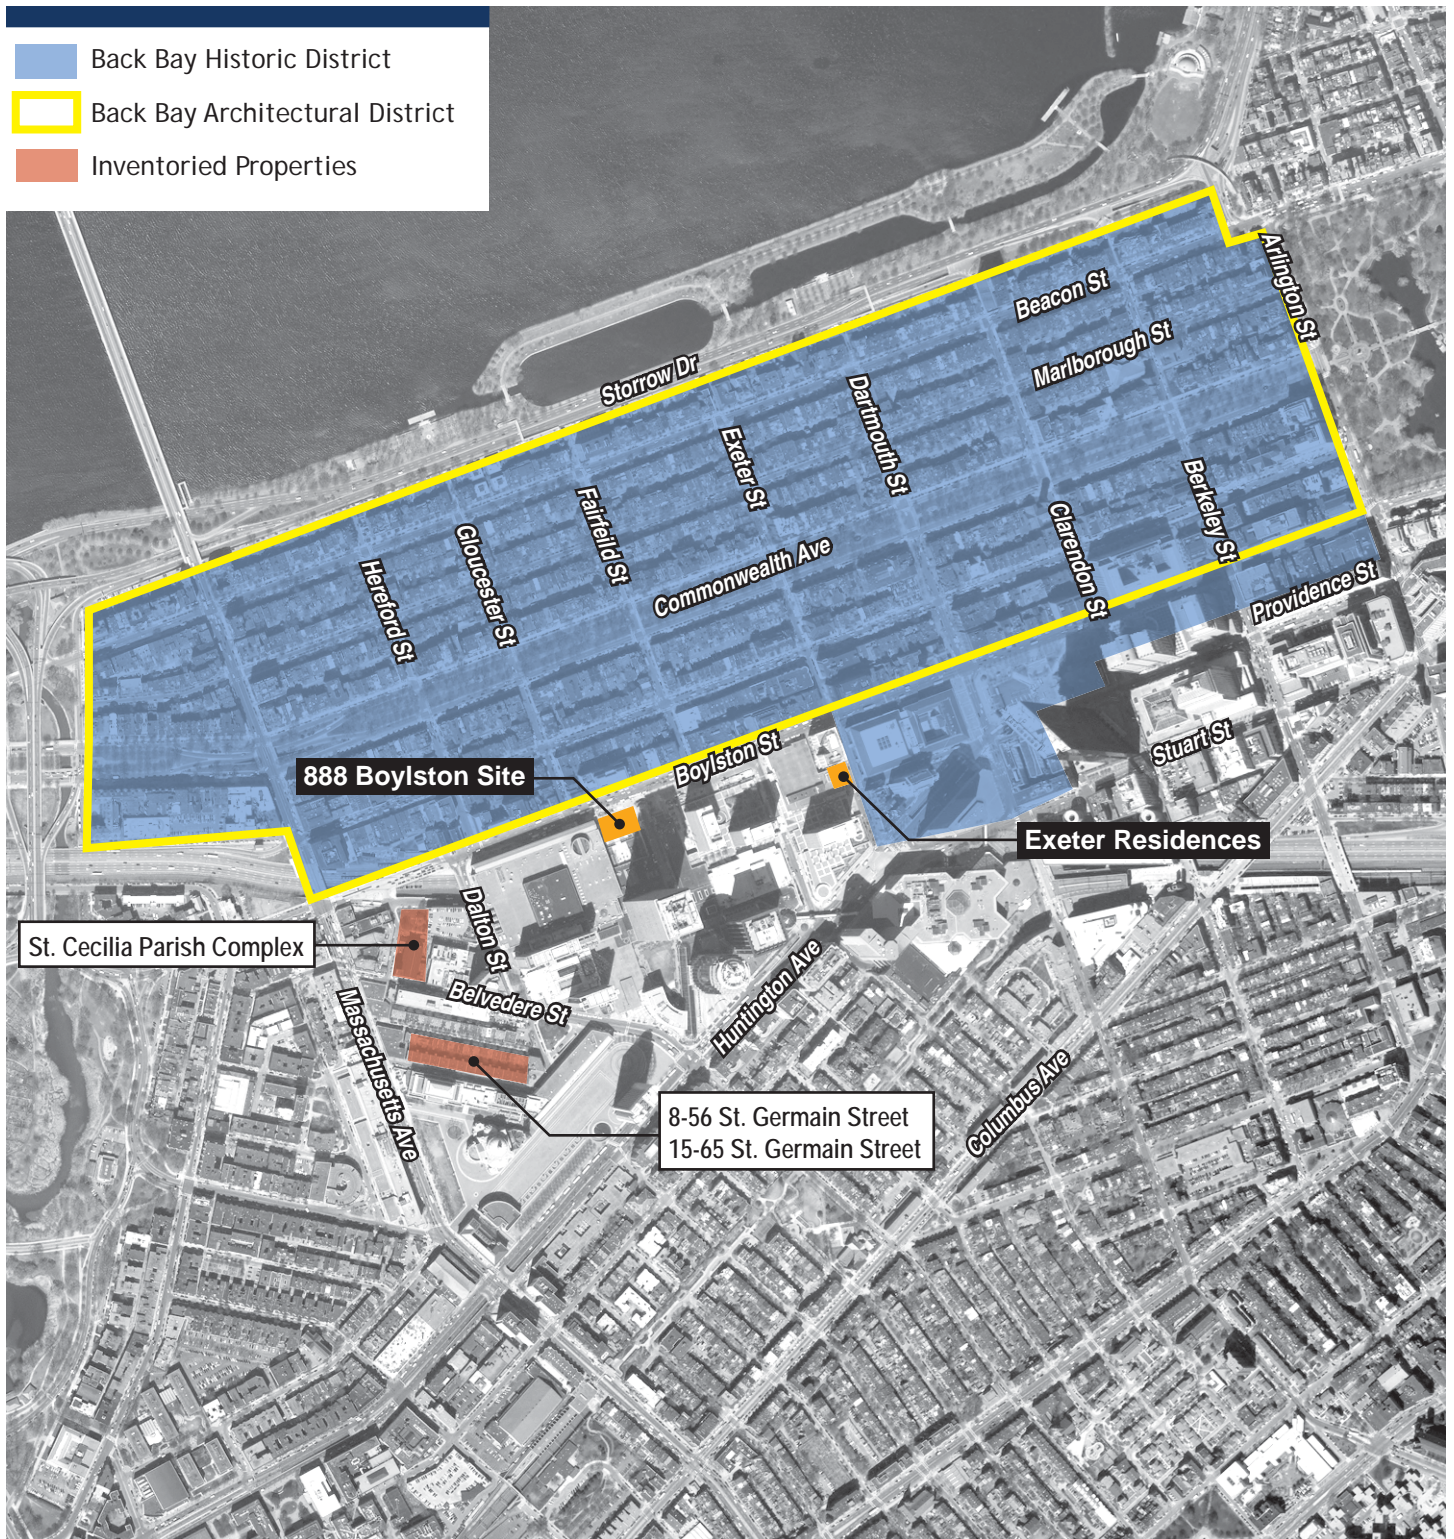 Back Bay Historic District
Back Bay Architectural District
Inventoried Properties
Arlington St
Beacon St
Marlborough St
Storrow Dr
Dartmouth St
Exeter St
Berkeley St
Fairfeild St
Clarendon St
Gloucester St
Commonwealth Ave
Hereford St
Providence St
Boylston St
Stuart St
888 Boylston Site
Exeter Residences
Dalton St
St. Cecilia Parish Complex
Belvedere St
Huntington Ave
Massachusetts Ave
Columbus Ave
8-56 St. Germain Street
15-65 St. Germain Street